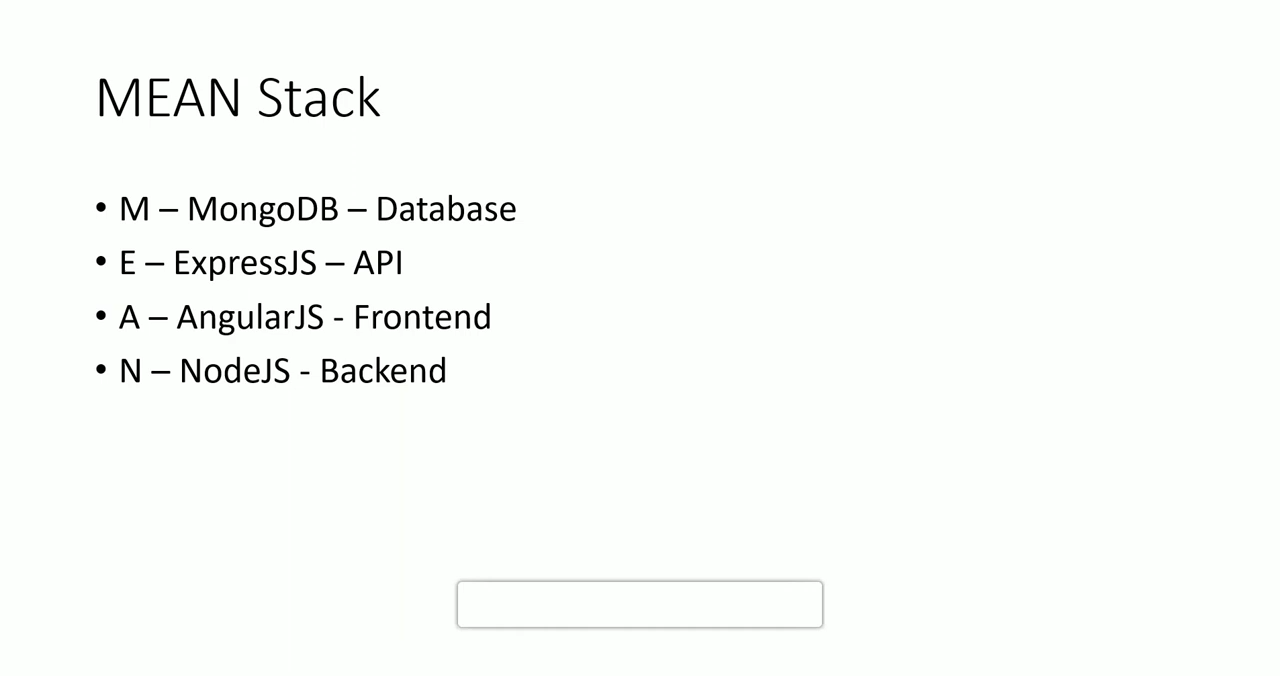 MEAN Stack
• M – MongoDB – Database
• E – ExpressJS – API
• A – AngularJS - Frontend
• N – NodeJS - Backend